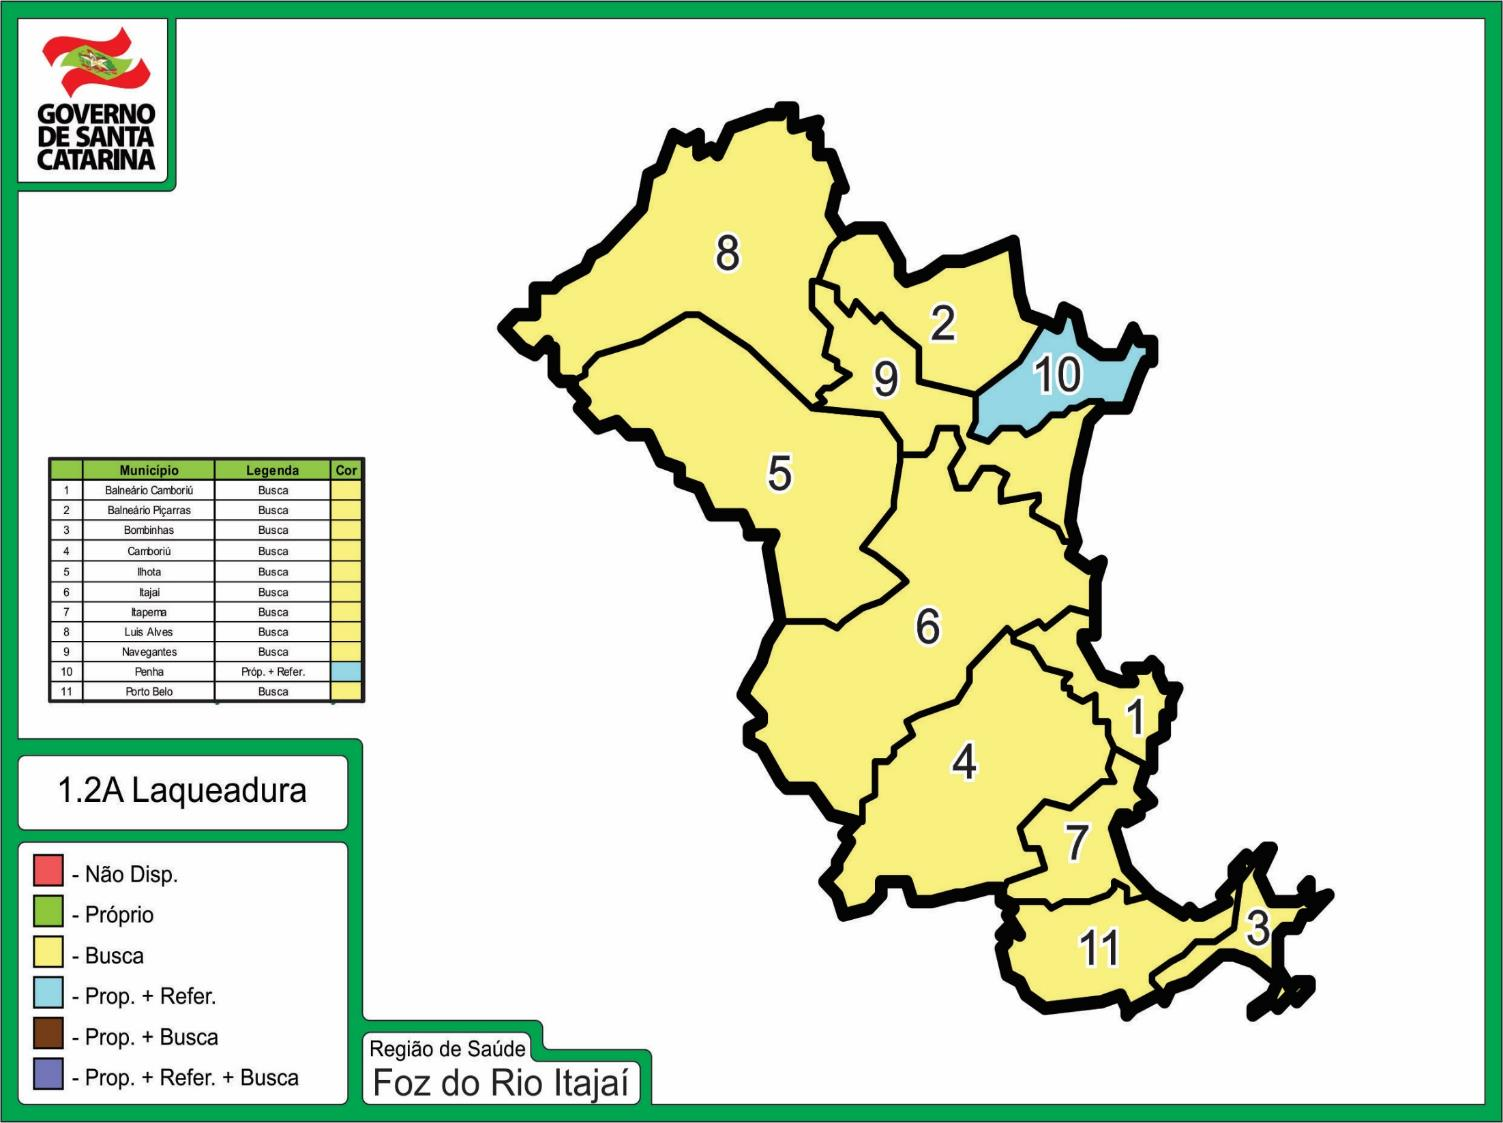 GOVERNO
DE SANTA
CATARINA
8
2
10
9
5
6
1
4
7
3
11
Município Legenda Cor
1 Balneário Camboriú Busca
2 Balneário Piçarras Busca
3 Bombinhas Busca
4 Camboriú Busca
5 Ilhota Busca
6 Itajaí Busca
7 Itapema Busca
8 Luis Alves Busca
9 Navegantes Busca
10 Penha Próp. + Refer.
11 Porto Belo Busca
1.2A Laqueadura
- Não Disp.
- Próprio
- Busca
- Prop. + Refer.
- Prop. + Busca
- Prop. + Refer. + Busca
Região de Saúde
Foz do Rio Itajaí